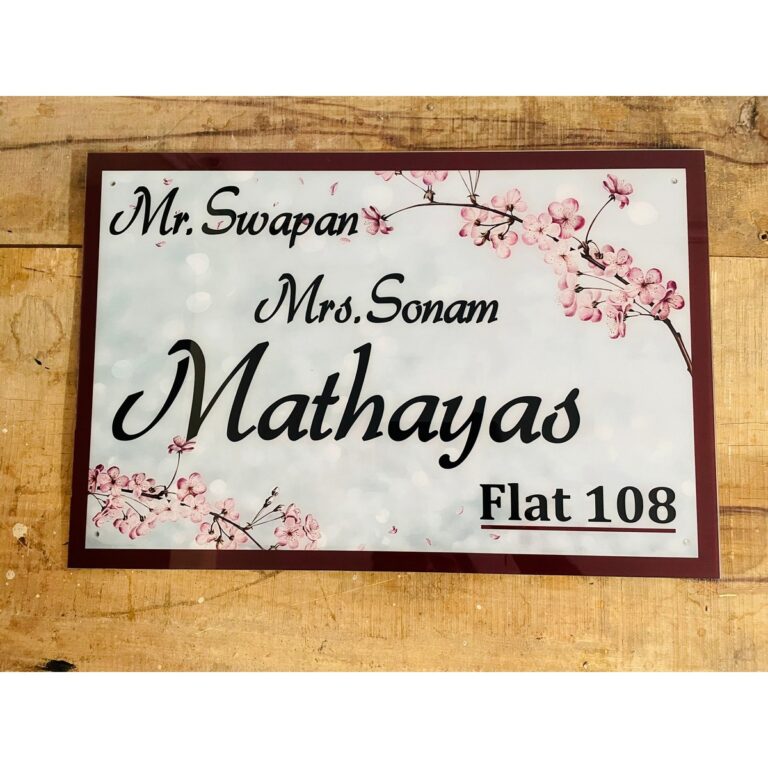 Mr. Swapan
Mrs. Sonam
Mathayas
Flat 108